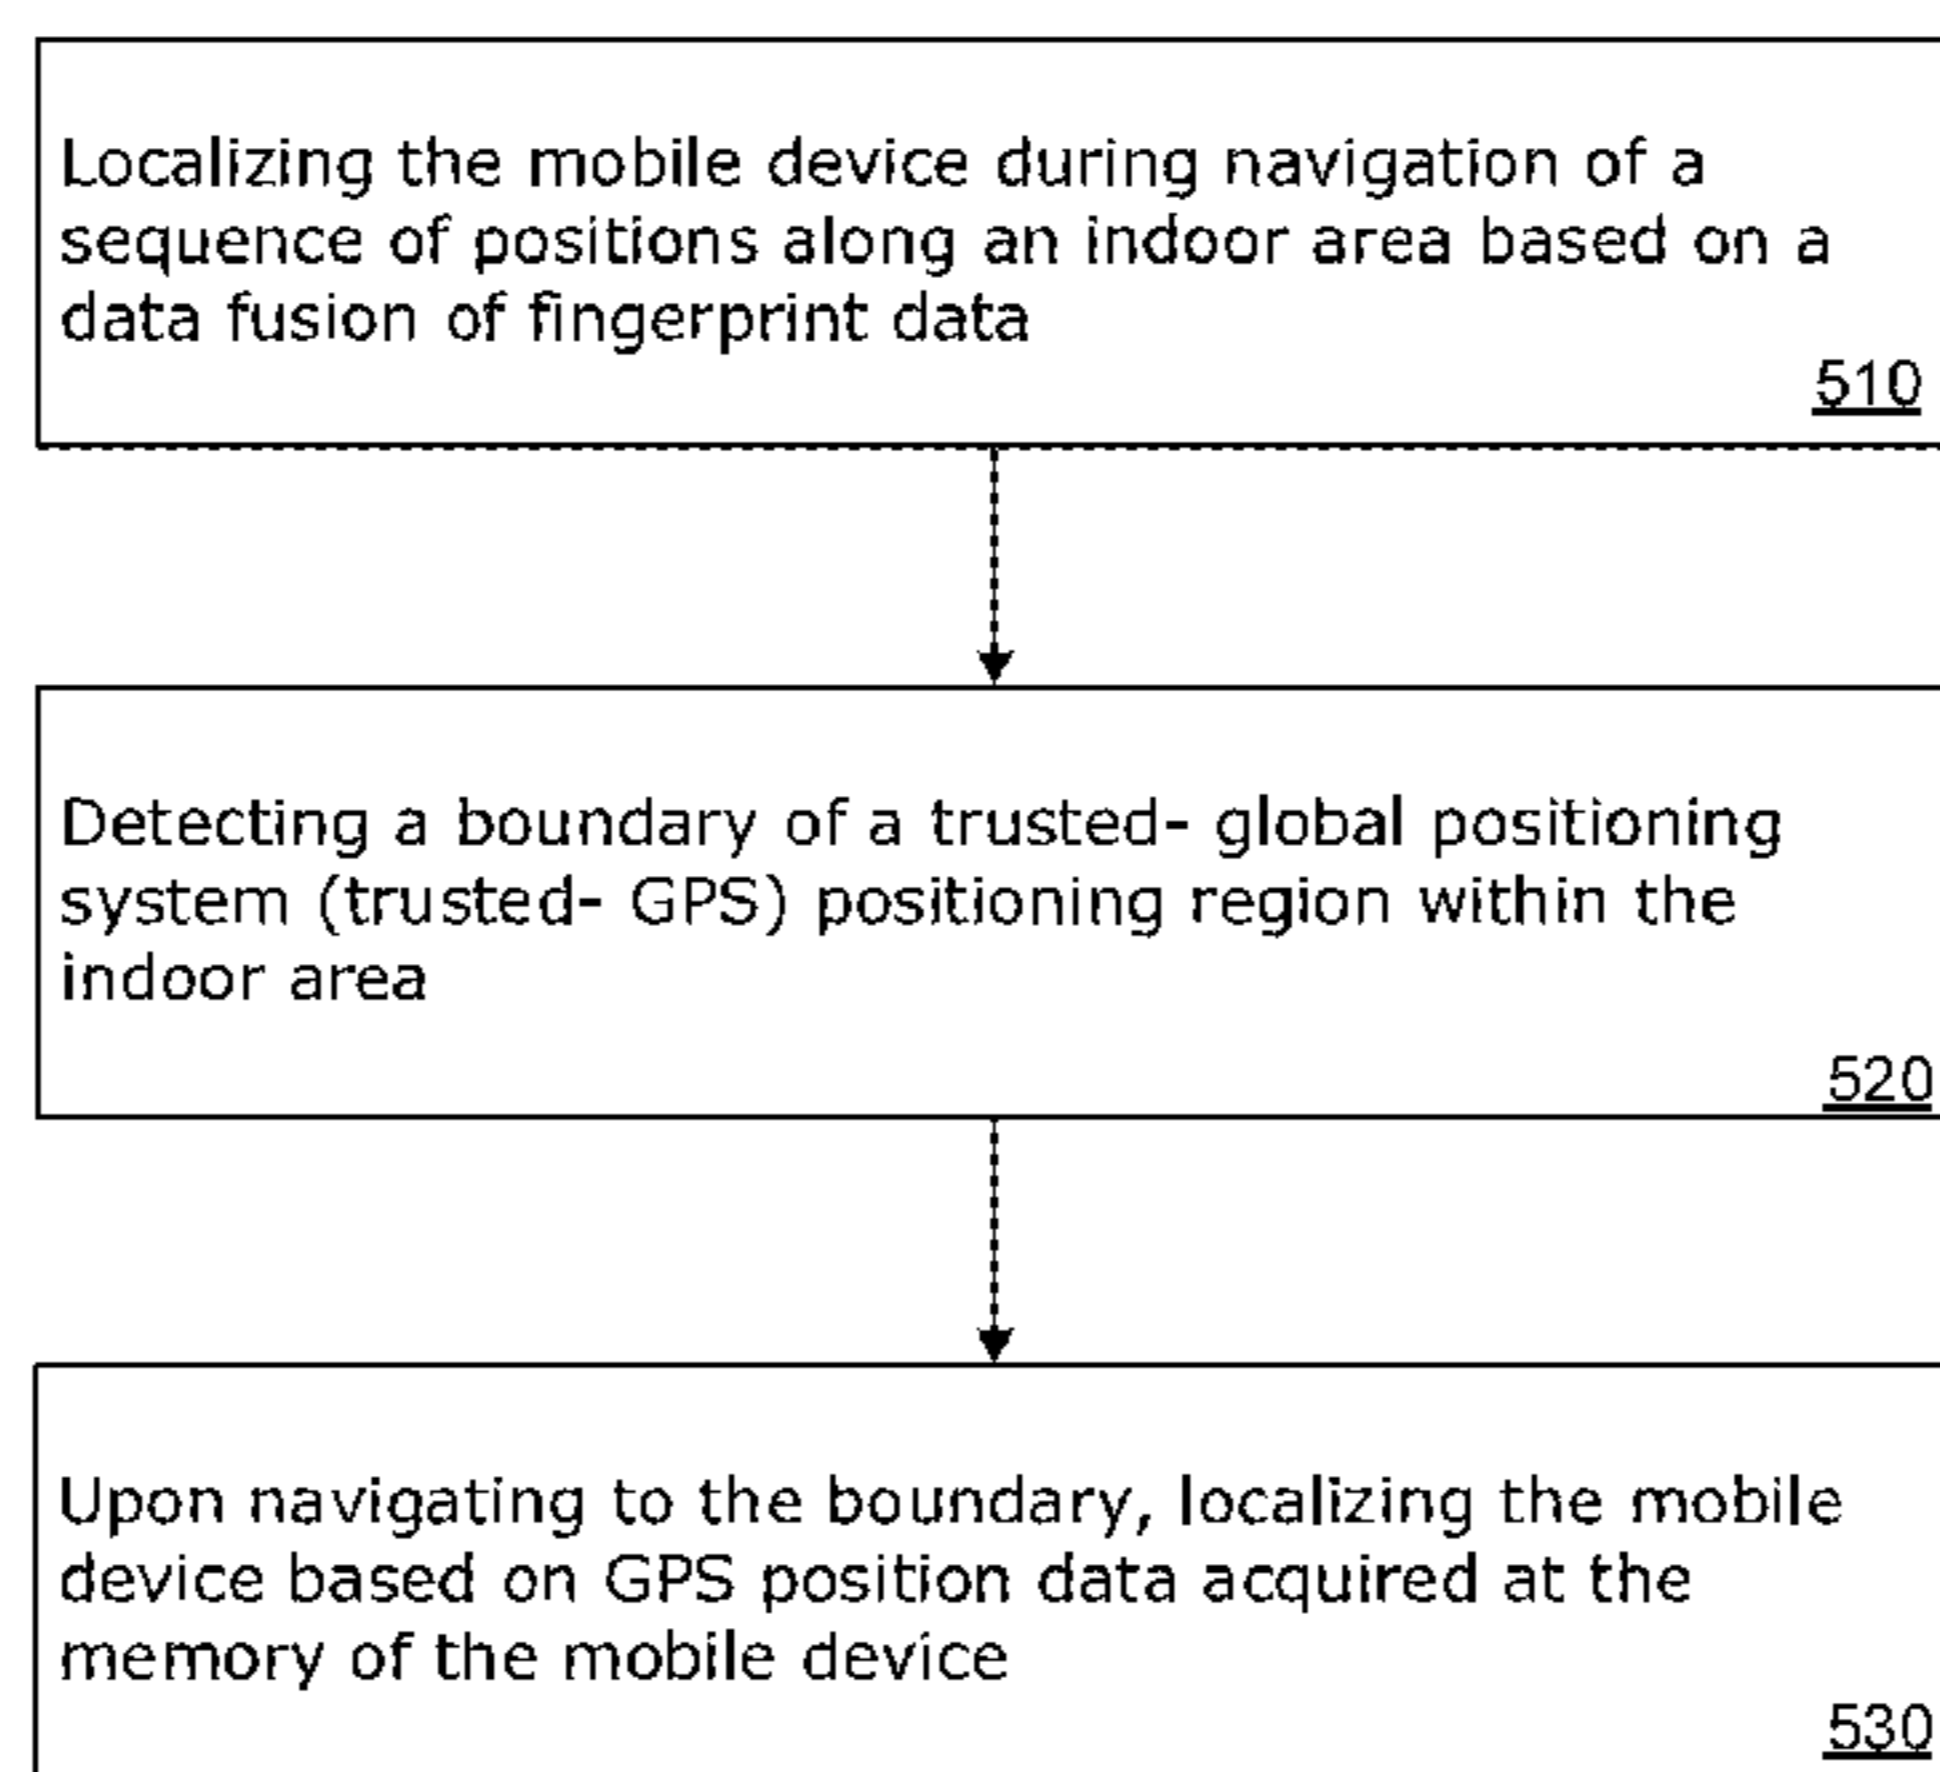 Localizing the mobile device during navigation of a
sequence of positions along an indoor area based on a
data fusion of fingerprint data
510
Detecting a boundary of a trusted- global positioning
system (trusted- GPS) positioning region within the
indoor area
520
Upon navigating to the boundary, localizing the mobile
device based on GPS position data acquired at the
memory of the mobile device
530